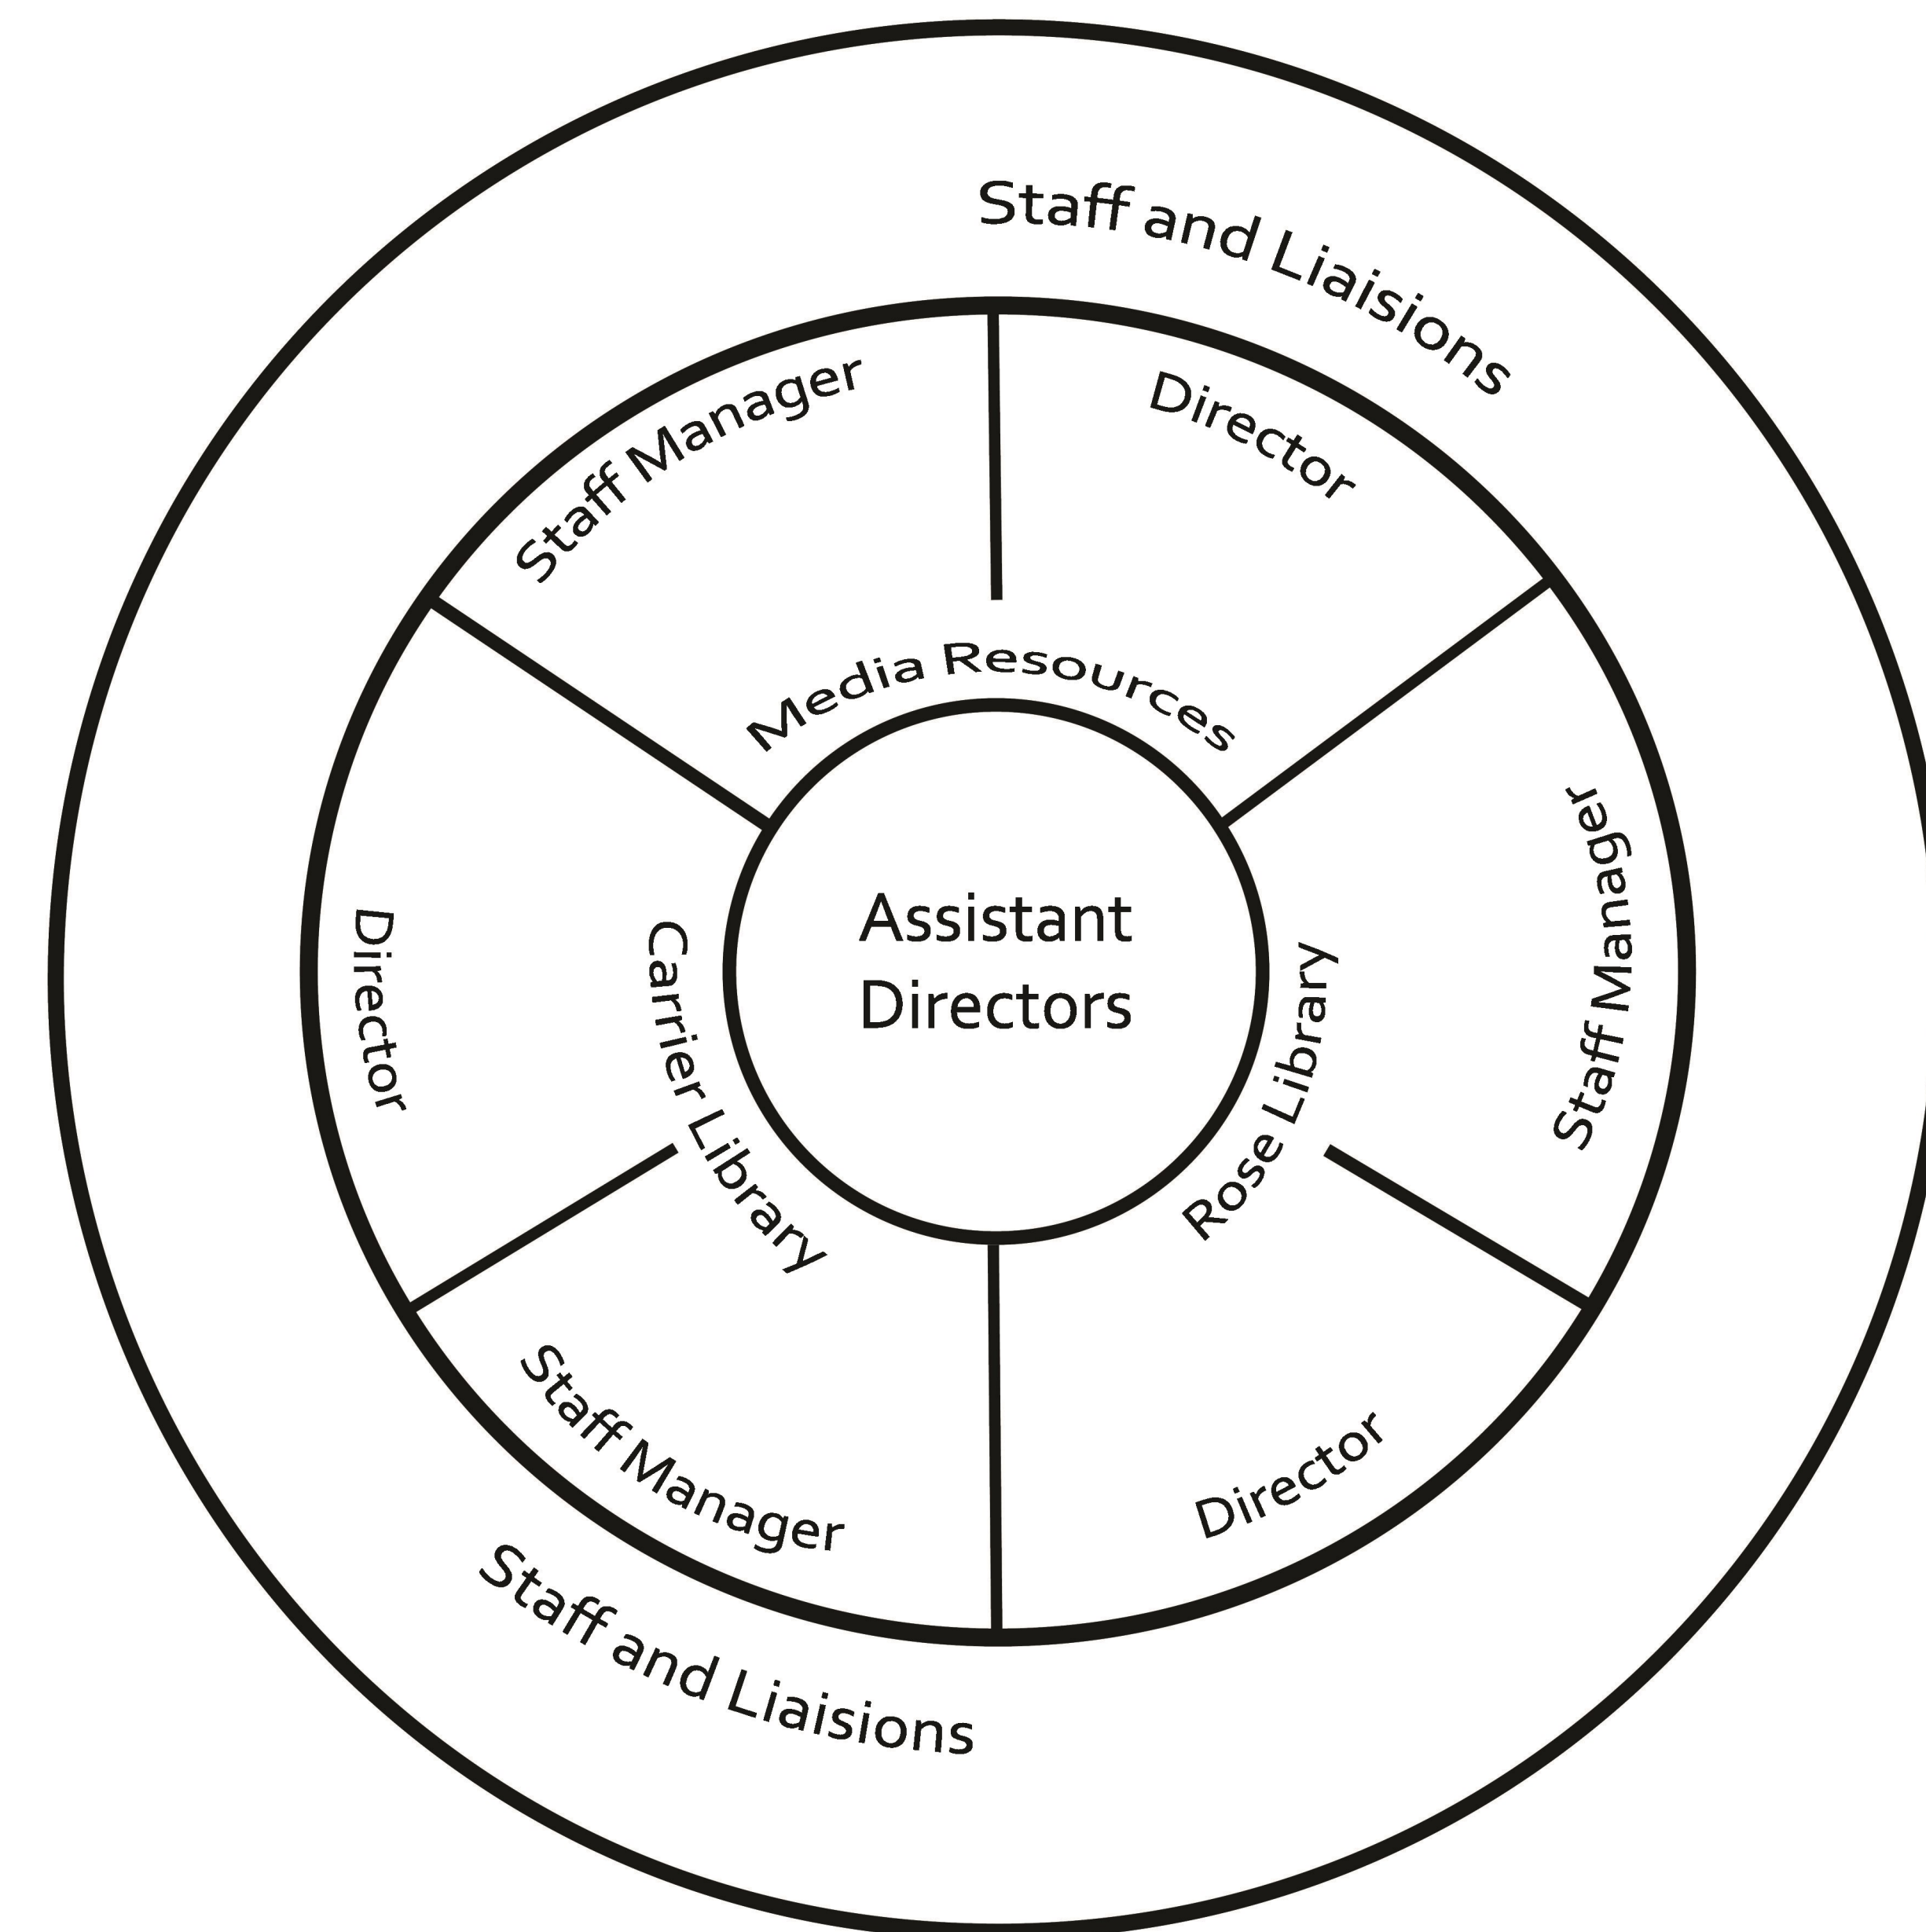 Staff and Liaisions
Staff Manager
Director
Media Resources
Staff Manager
Assistant
Directors
Director
Carrier Library
Rose Library
Staff Manager
Director
Staff and Liaisions